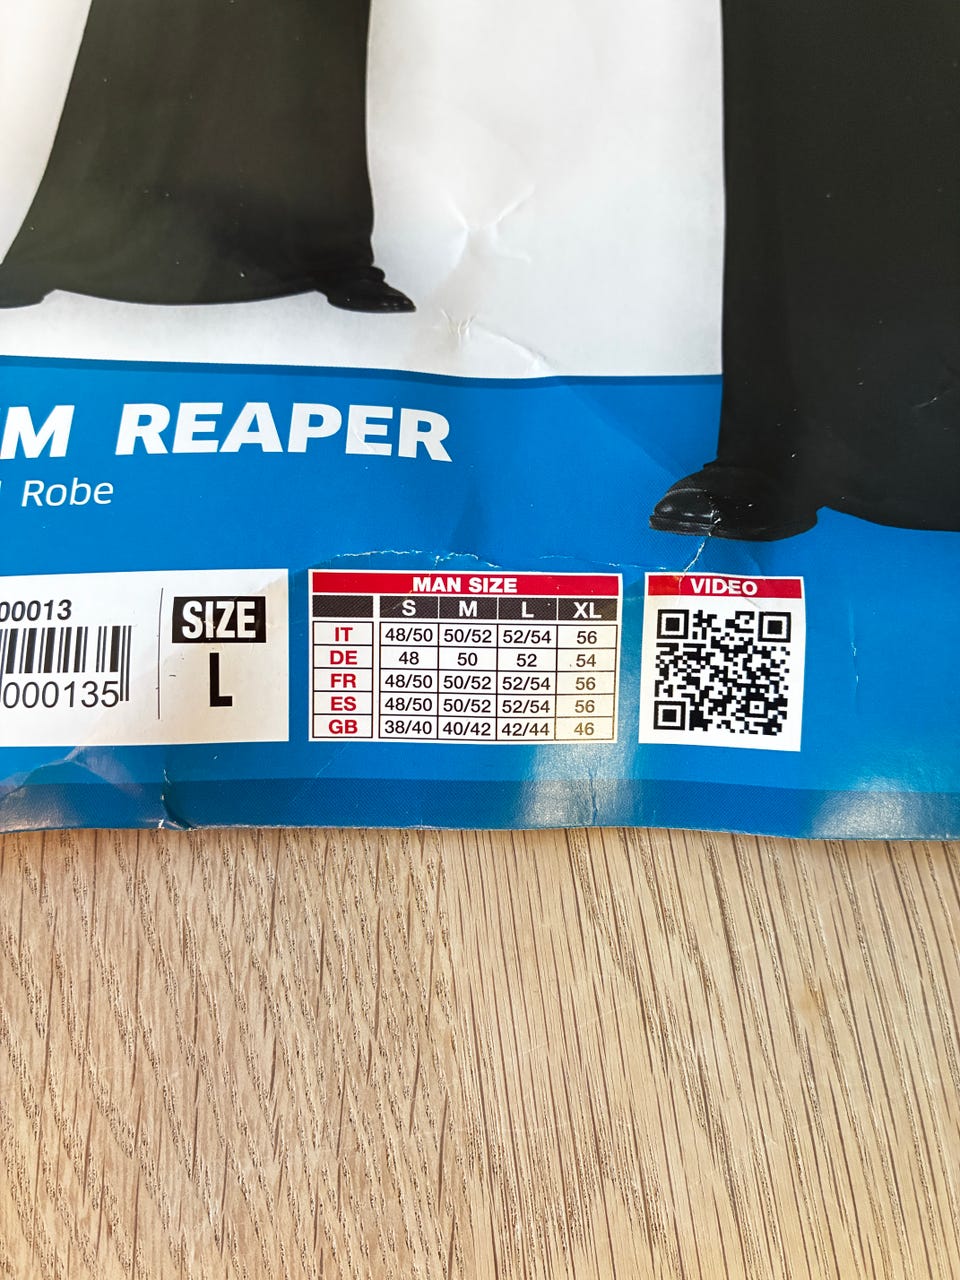 M REAPER
Robe
00013
000135
SIZE
L
MAN SIZE
S M L XL
IT 48/50 50/52 52/54 56
DE 48 50 52 54
FR 48/50 50/52 52/54 56
ES 48/50 50/52 52/54 56
GB 38/40 40/42 42/44 46
VIDEO